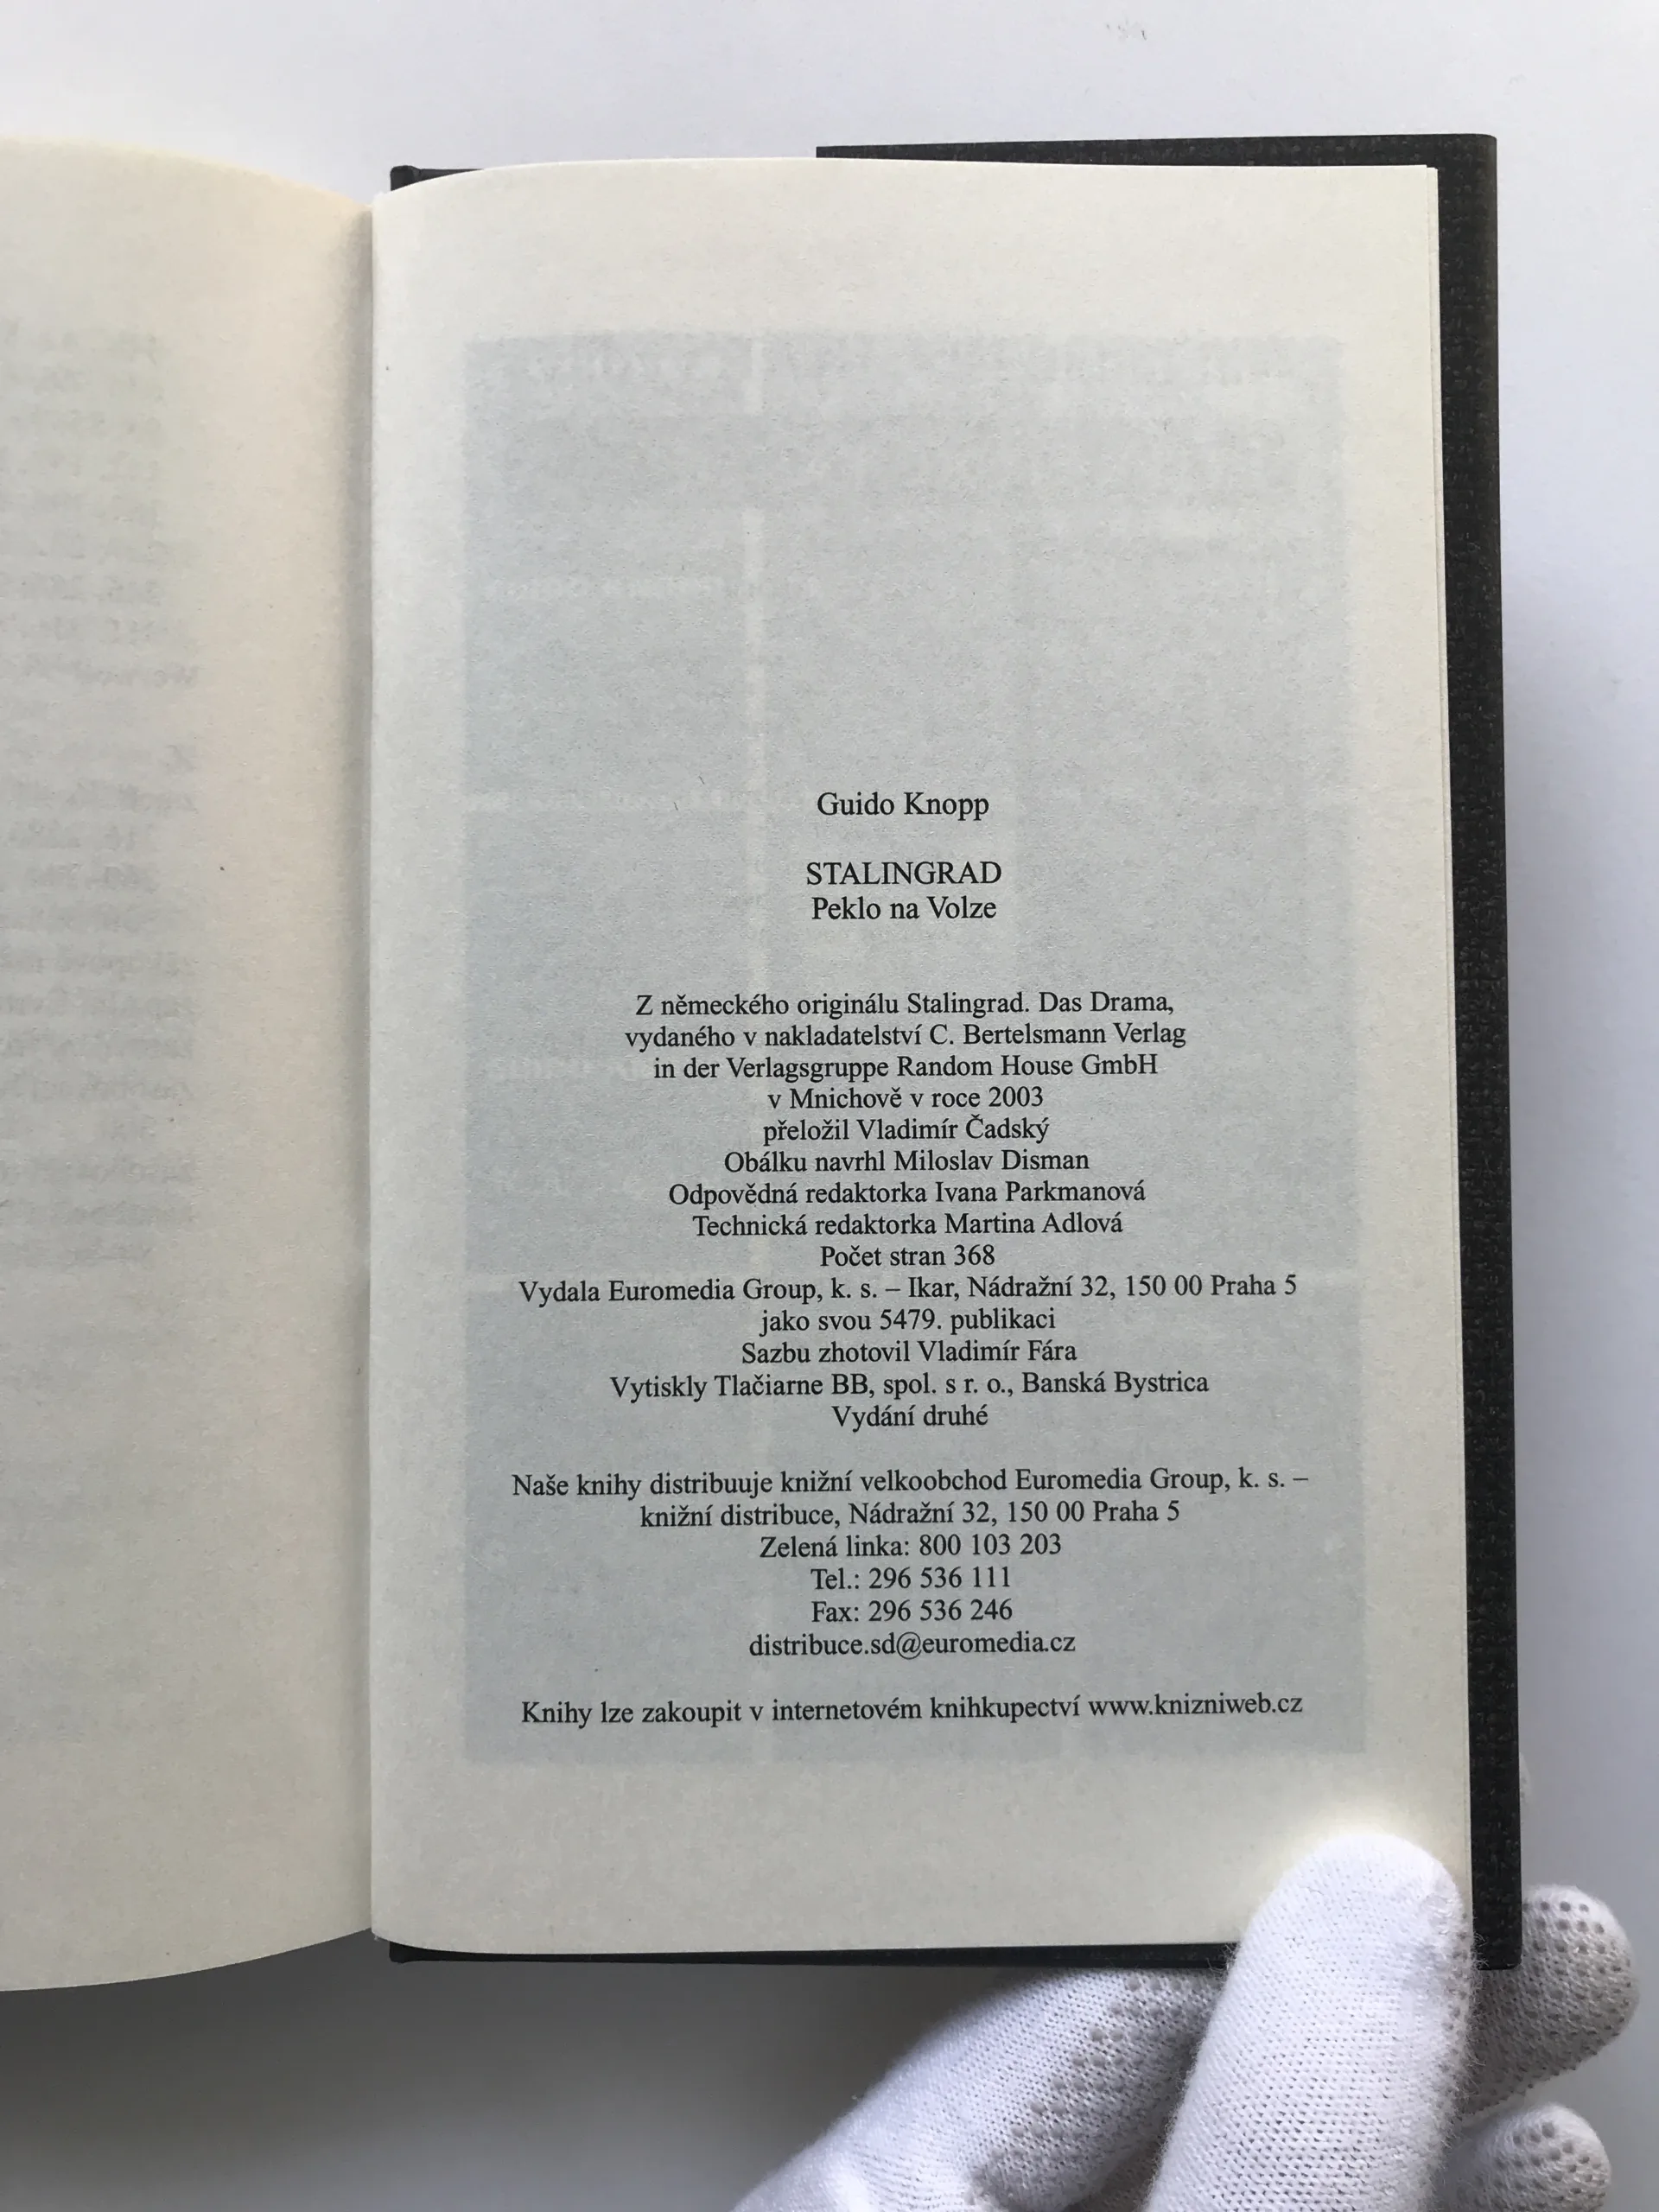 Guido Knopp
STALINGRAD
Peklo na Volze
Z německého originálu Stalingrad. Das Drama,
vydaného v nakladatelství C. Bertelsmann Verlag
in der Verlagsgruppe Random House GmbH
v Mnichově v roce 2003
přeložil Vladimír Čadský
Obálku navrhl Miloslav Disman
Odpovědná redaktorka Ivana Parkmanová
Technická redaktorka Martina Adlová
Počet stran 368
Vydala Euromedia Group, k. s. – Ikar, Nádražní 32, 150 00 Praha 5
jako svou 5479. publikaci
Sazbu zhotovil Vladimír Fára
Vytiskly Tlačiarne BB, spol. s r. o., Banská Bystrica
Vydání druhé
Naše knihy distribuuje knižní velkoobchod Euromedia Group, k. s. –
knižní distribuce, Nádražní 32, 150 00 Praha 5
Zelená linka: 800 103 203
Tel.: 296 536 111
Fax: 296 536 246
distribuce.sd@euromedia.cz
Knihy lze zakoupit v internetovém knihkupectví www.knizniweb.cz